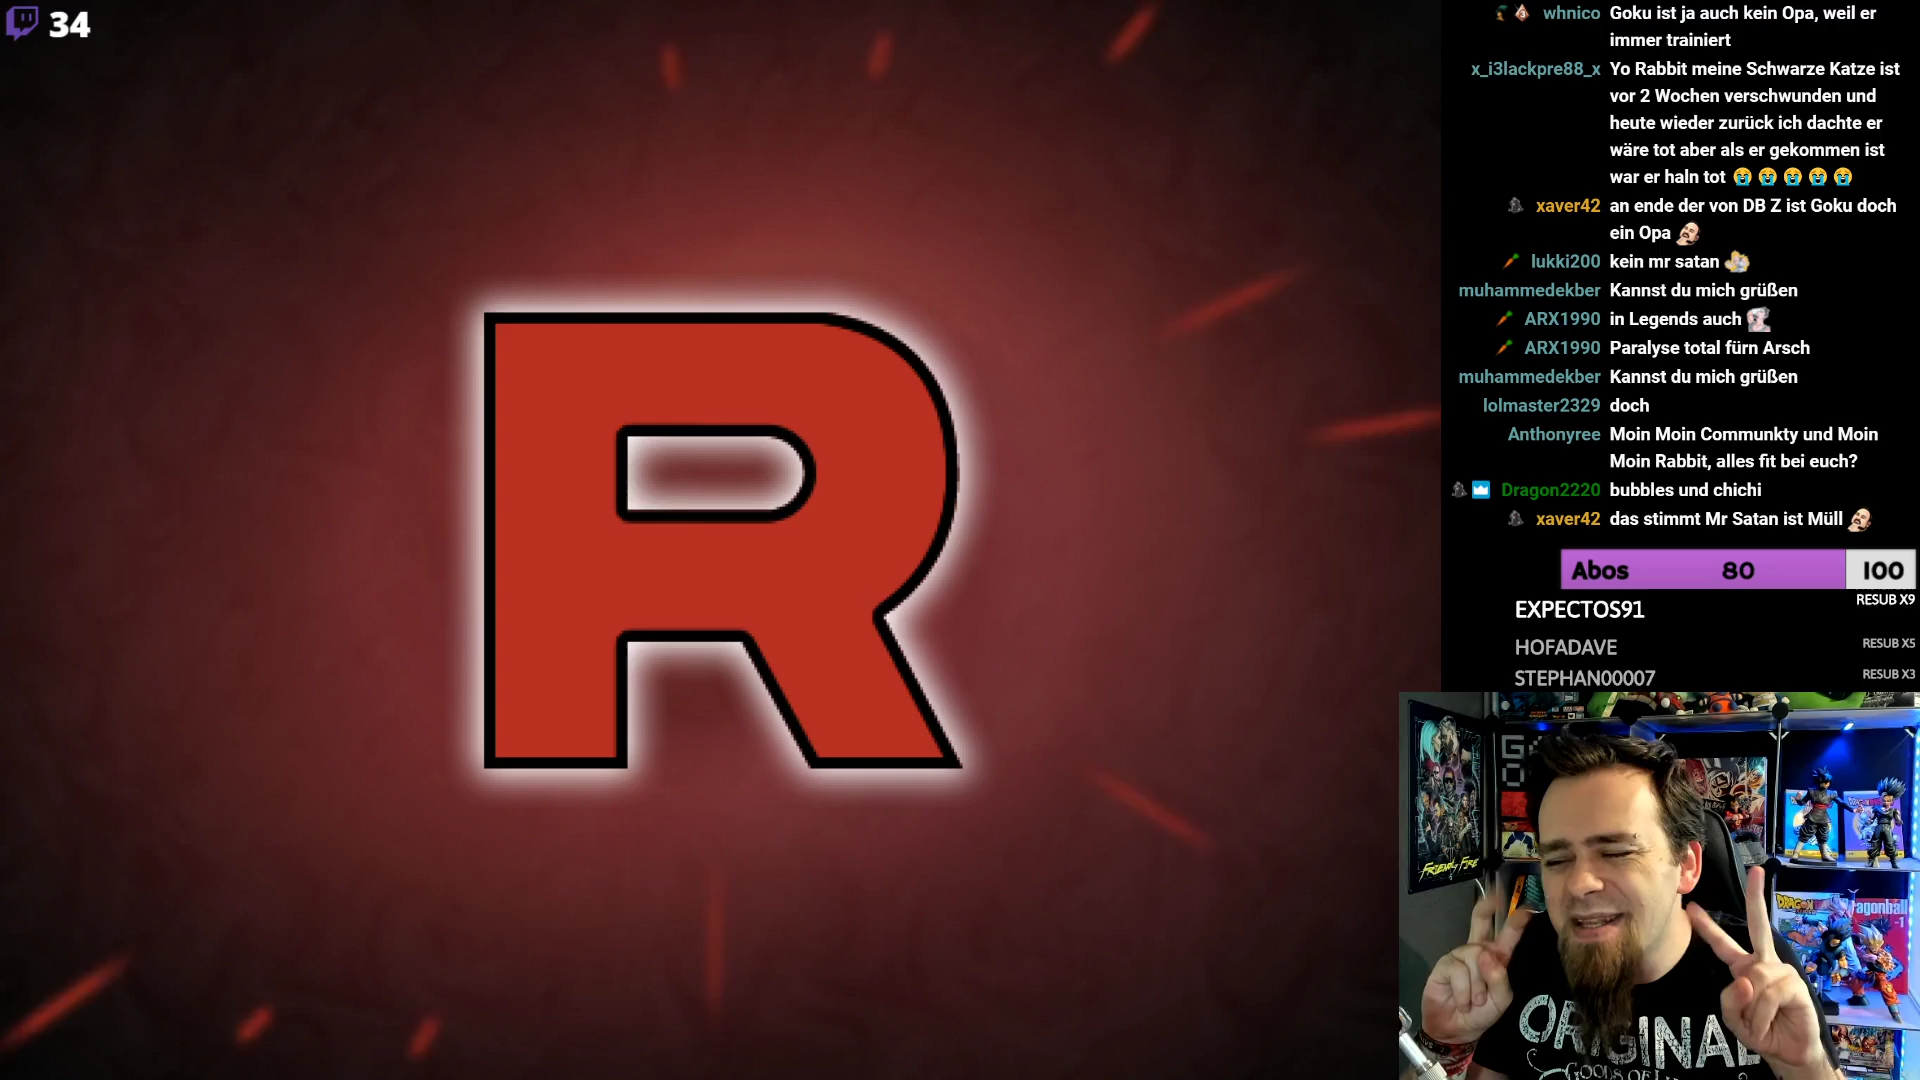 34
R
whnico Goku ist ja auch kein Opa, weil er
immer trainiert
x_i3lackpre88_x Yo Rabbit meine Schwarze Katze ist
vor 2 Wochen verschwunden und
heute wieder zurück ich dachte er
wäre tot aber als er gekommen ist
war er haln tot 😭😭😭😭😭
xaver42 an ende der von DB Z ist Goku doch
ein Opa
lukki200 kein mr satan
muhammedekber Kannst du mich grüßen
ARX1990 in Legends auch
ARX1990 Paralyse total fürn Arsch
muhammedekber Kannst du mich grüßen
lolmaster2329 doch
Anthonyree Moin Moin Communkty und Moin
Moin Rabbit, alles fit bei euch?
Dragon2220 bubbles und chichi
xaver42 das stimmt Mr Satan ist Müll
Abos 80 100
EXPECTOS91 RESUB X9
HOFADAVE RESUB X5
STEPHAN00007 RESUB X3
FRIENDLY FIRE
DRAGON
ORIGINAL
GOODS OF